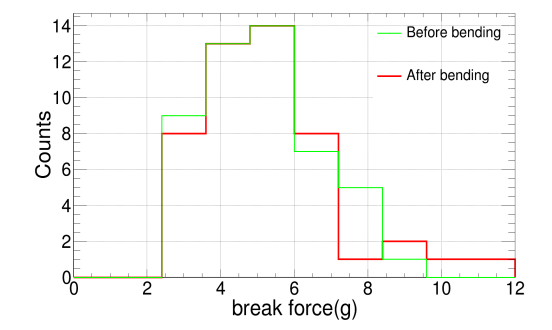 14
12
10
8
6
4
2
0
Counts
Before bending
After bending
0 2 4 6 8 10 12
break force(g)